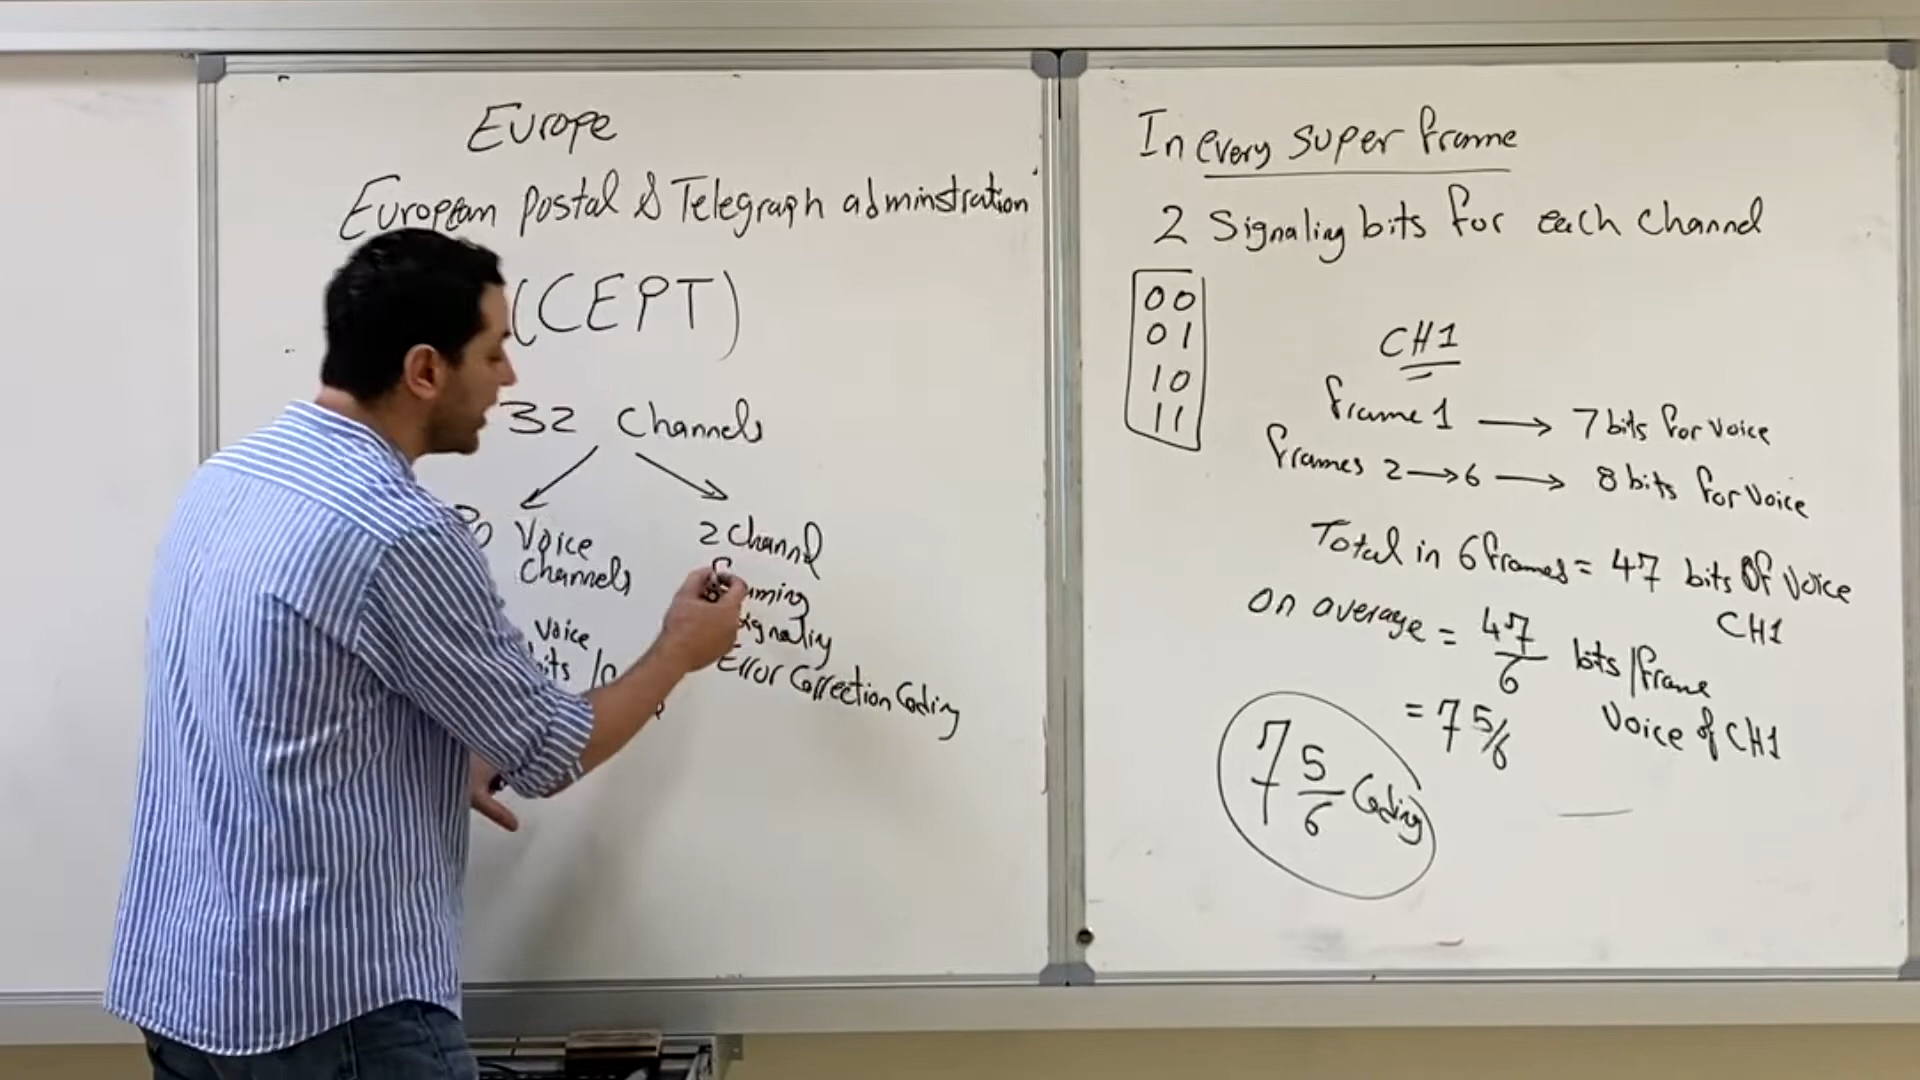 Europe
European postal & Telegraph adminstration
(CEPT)
32 Channels
Voice
Channels
2 Channel
Error Correction Coding
voice
In every super frame
2 Signaling bits for each channel
00
01
10
11
CH1
frame 1 → 7 bits for voice
frames 2 → 6 → 8 bits for voice
Total in 6 frames = 47 bits of voice
CH1
on average = 47/6 bits/frame
= 7 5/6 Voice of CH1
7 5/6 Coding